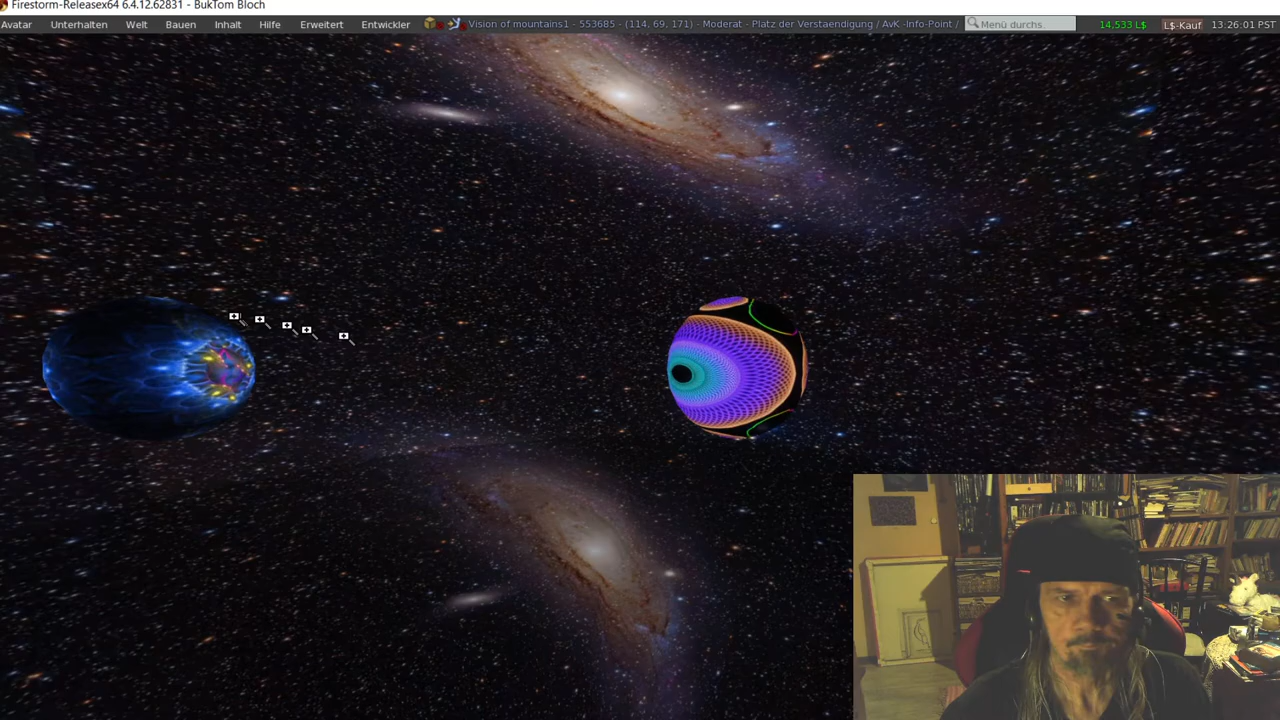 Firestorm-Releasex64 6.4.12.62831 - BukTom Bloch
Avatar Unterhalten Welt Bauen Inhalt Hilfe Erweitert Entwickler Vision of mountains1 - 553685 - (114, 69, 171) - Moderat - Platz der Verstaendigung / AvK -Info-Point / Menü durchs. 14.533 L$ L$-Kauf 13:26:01 PST